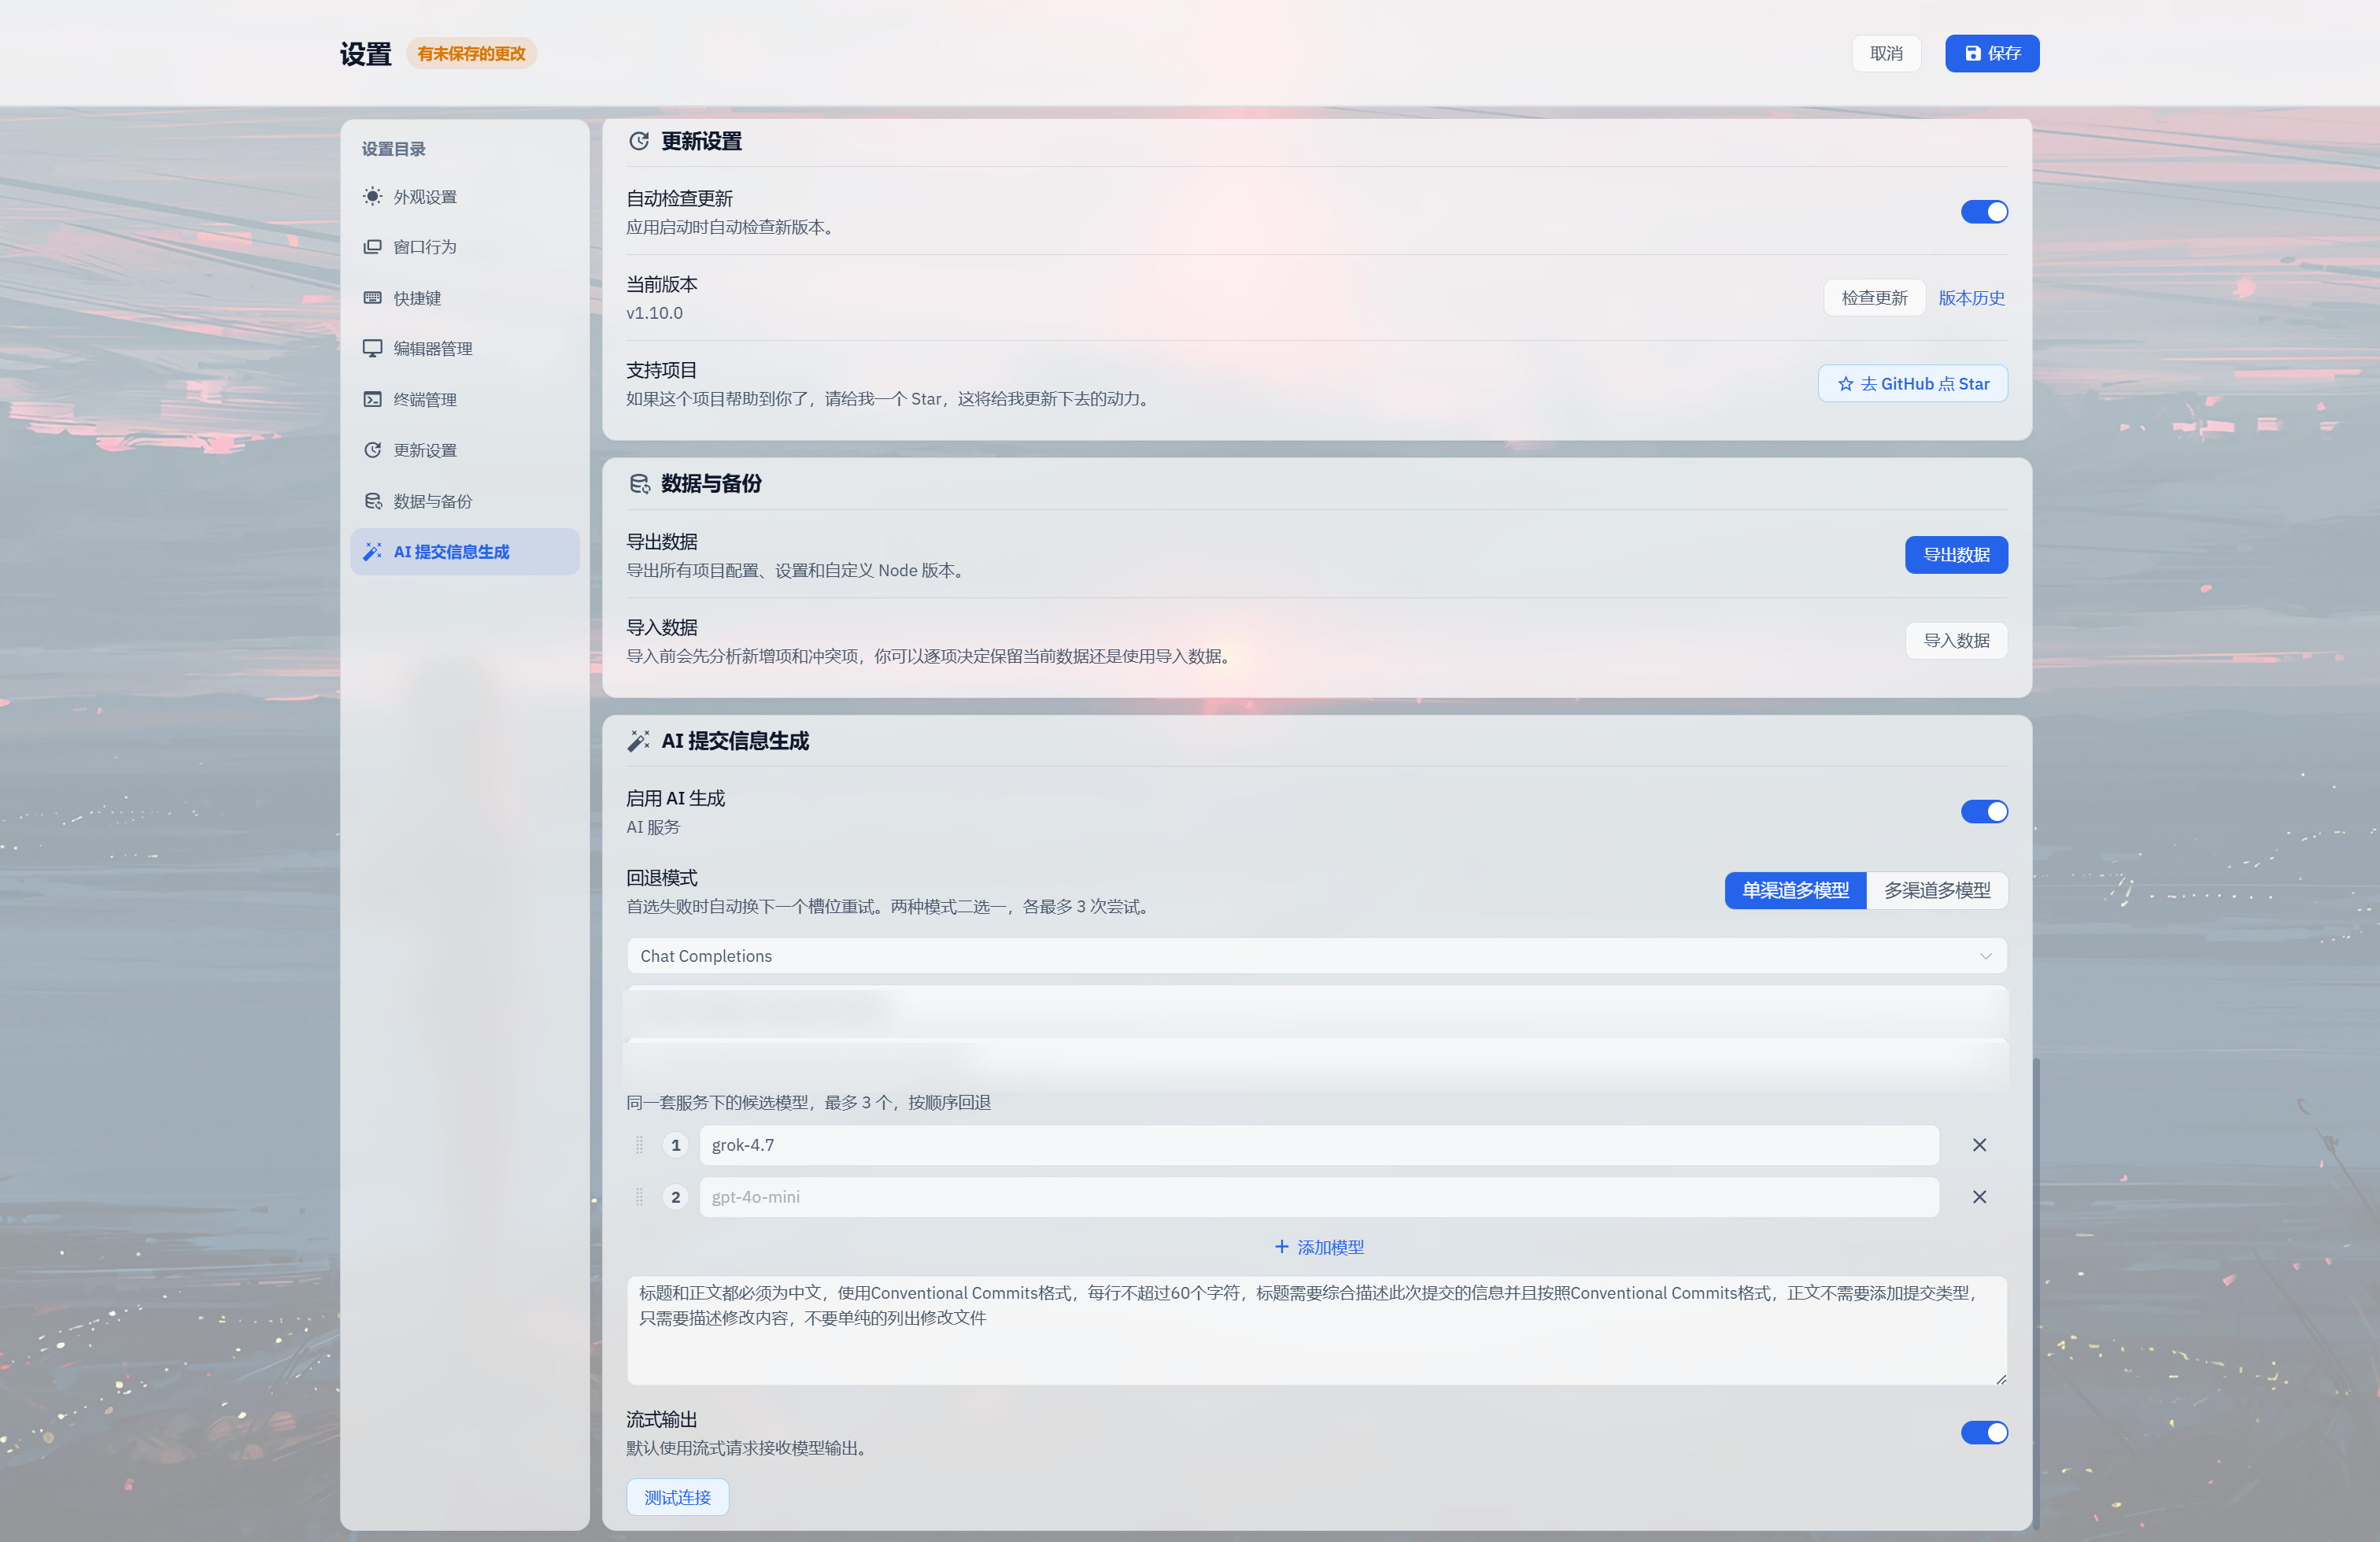 设置
有未保存的更改
取消
保存
设置目录
外观设置
窗口行为
快捷键
编辑器管理
终端管理
更新设置
数据与备份
AI 提交信息生成
更新设置
自动检查更新
应用启动时自动检查新版本。
当前版本
v1.10.0
检查更新
版本历史
支持项目
如果这个项目帮助到你了，请给我一个 Star，这将给我更新下去的动力。
去 GitHub 点 Star
数据与备份
导出数据
导出所有项目配置、设置和自定义 Node 版本。
导出数据
导入数据
导入前会先分析新增项和冲突项，你可以逐项决定保留当前数据还是使用导入数据。
导入数据
AI 提交信息生成
启用 AI 生成
AI 服务
回退模式
首选失败时自动换下一个槽位重试。两种模式二选一，各最多 3 次尝试。
单渠道多模型
多渠道多模型
Chat Completions
同一套服务下的候选模型，最多 3 个，按顺序回退
1
grok-4.7
2
gpt-4o-mini
添加模型
标题和正文都必须为中文，使用Conventional Commits格式，每行不超过60个字符，标题需要综合描述此次提交的信息并且按照Conventional Commits格式，正文不需要添加提交类型，
只需要描述修改内容，不要单纯的列出修改文件
流式输出
默认使用流式请求接收模型输出。
测试连接